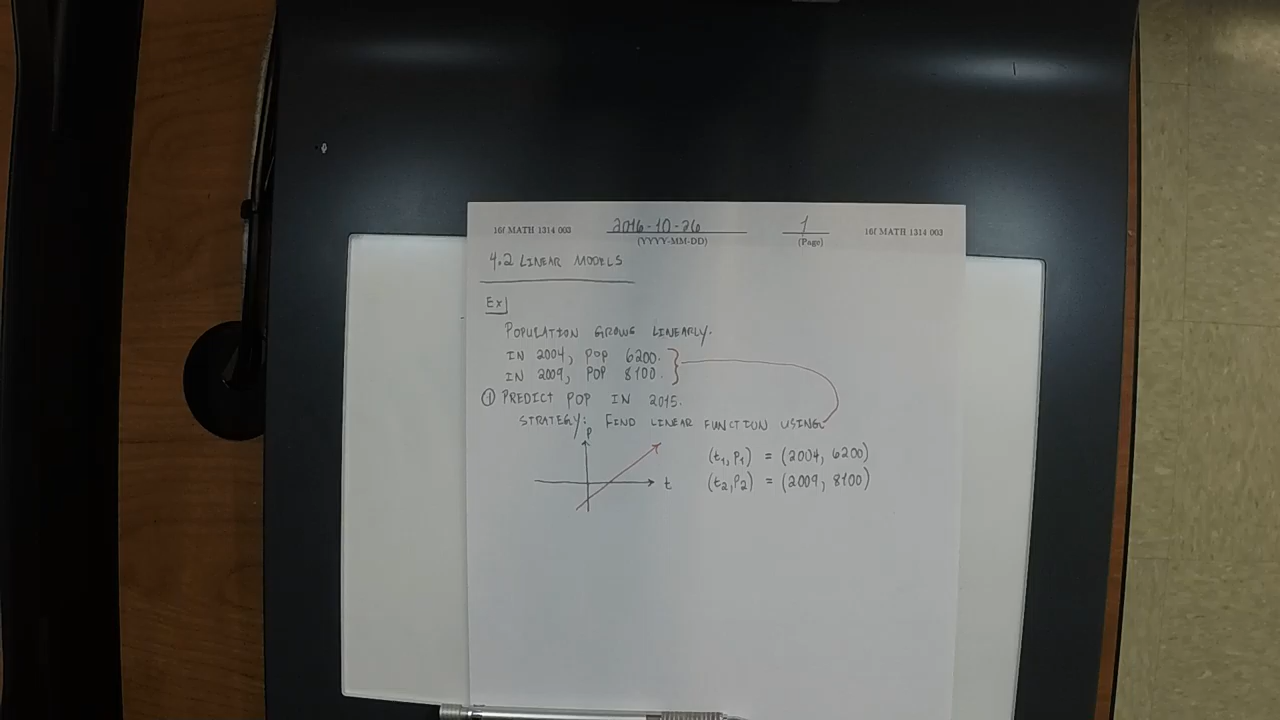 16f MATH 1314 003 2016-10-26 1 16f MATH 1314 003
(YYYY-MM-DD) (Page)
4.2 LINEAR MODELS
Ex
POPULATION GROWS LINEARLY.
IN 2004, POP 6200.
IN 2009, POP 8100.
① PREDICT POP IN 2015.
STRATEGY: FIND LINEAR FUNCTION USING
P
t
(t₁, P₁) = (2004, 6200)
(t₂, P₂) = (2009, 8100)